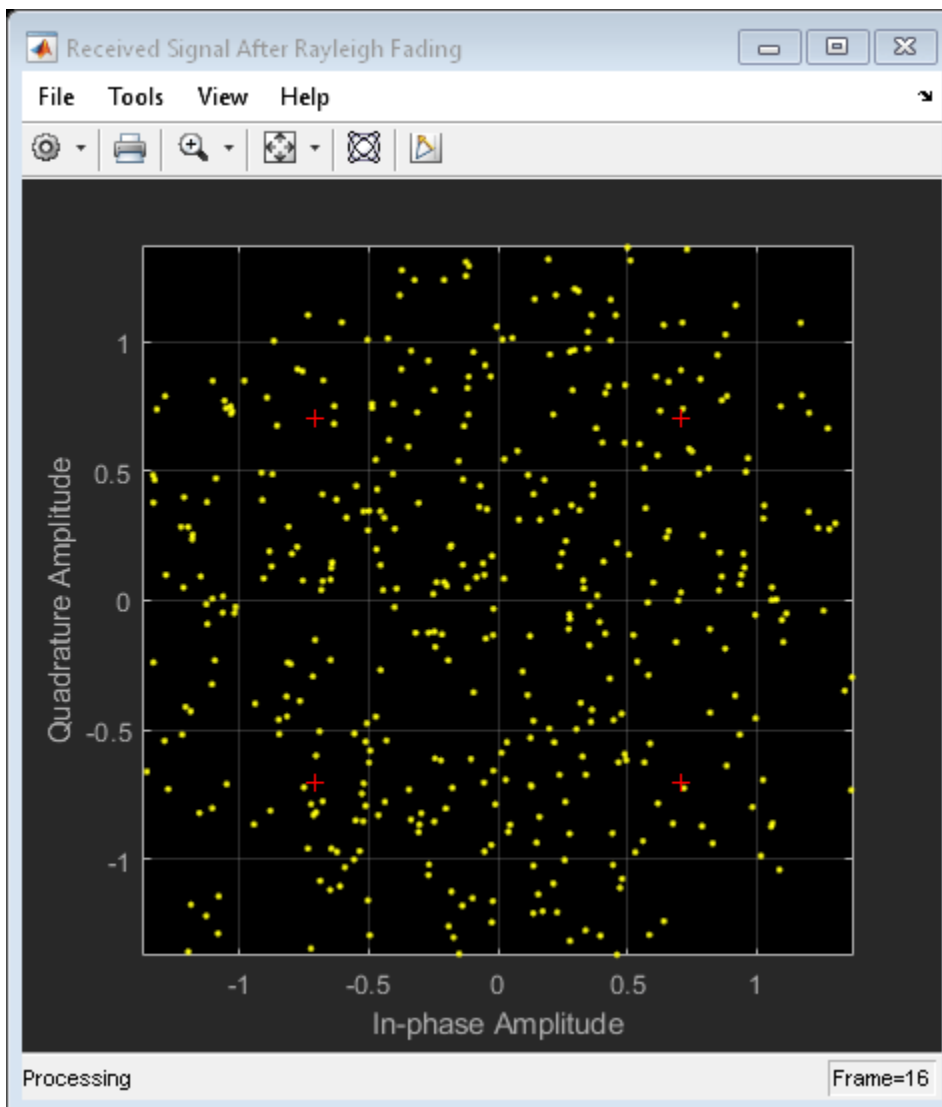 Received Signal After Rayleigh Fading
File Tools View Help
1
0.5
0
-0.5
-1
Quadrature Amplitude
-1 -0.5 0 0.5 1
In-phase Amplitude
Processing Frame=16